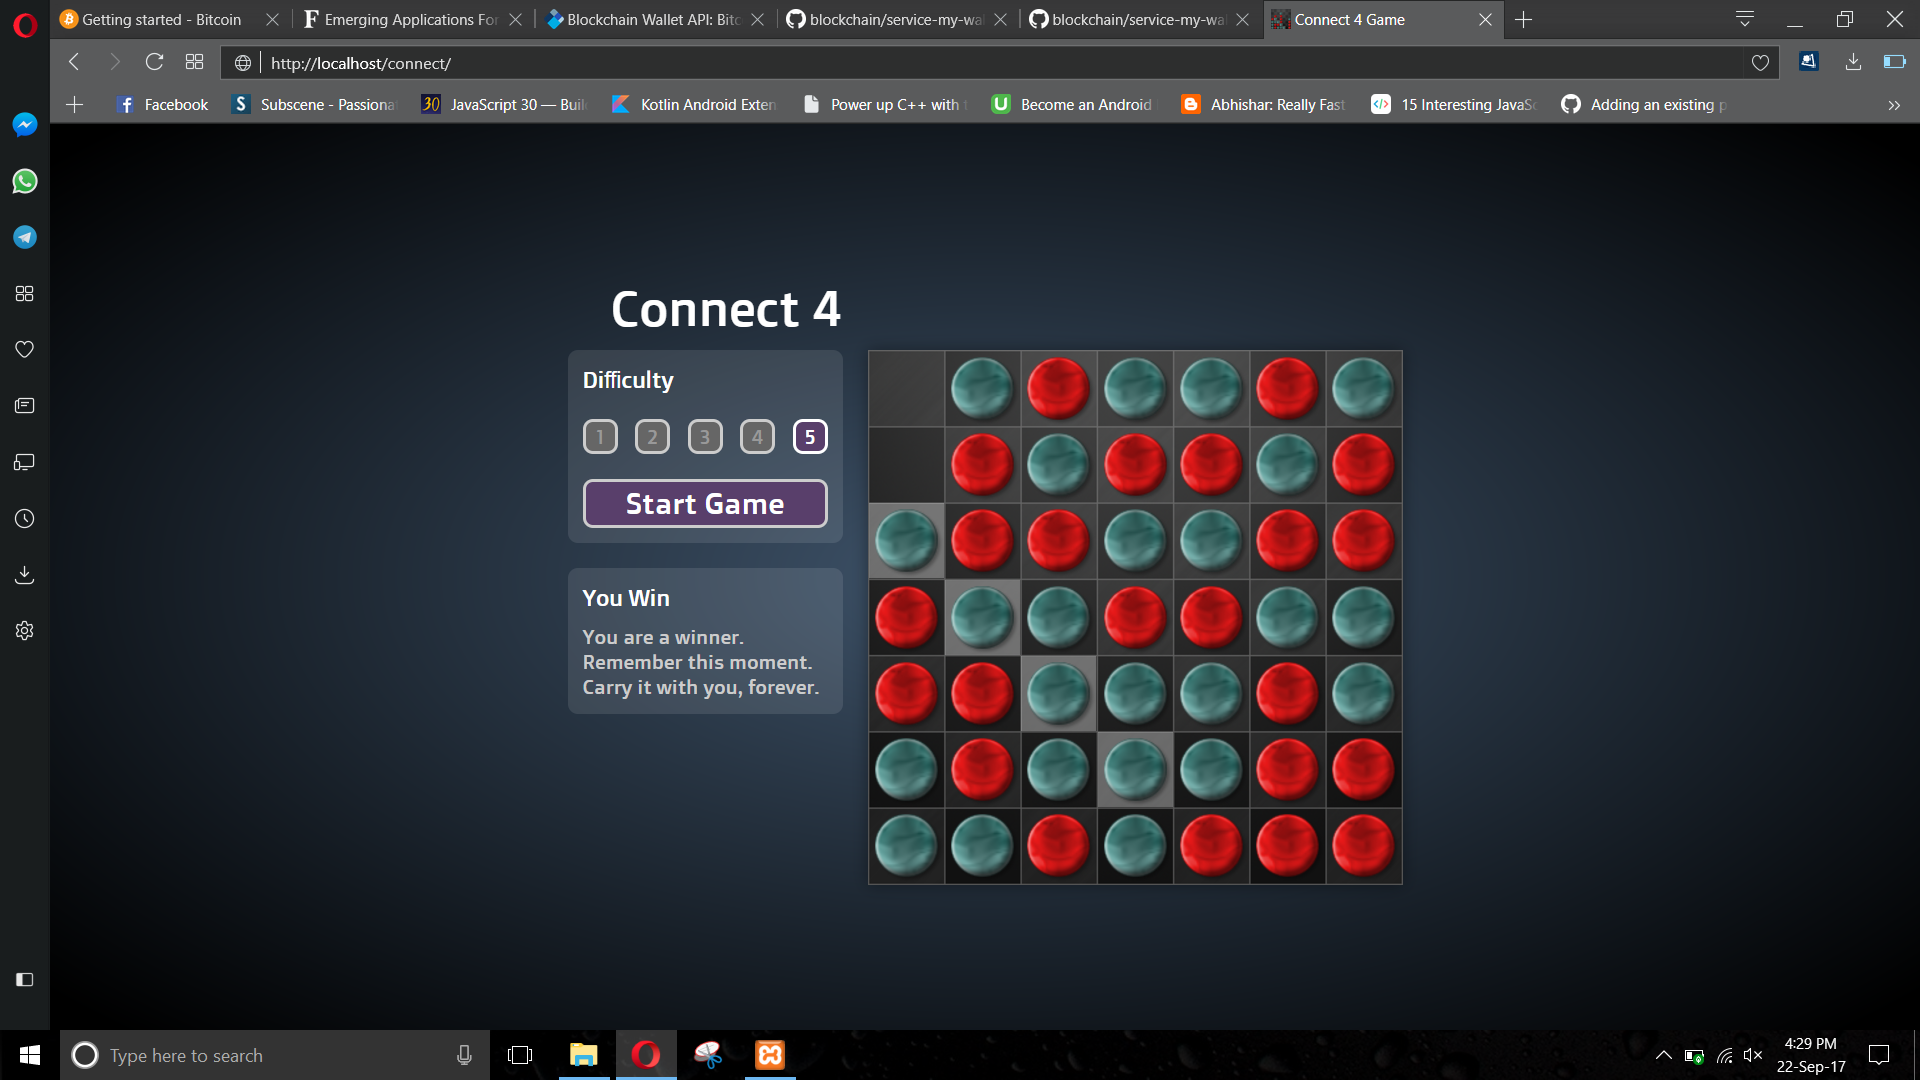 Getting started - Bitcoin
Emerging Applications For
Blockchain Wallet API: Bitc
blockchain/service-my-wal
blockchain/service-my-wal
Connect 4 Game
http://localhost/connect/
Facebook
S Subscene - Passiona
30 JavaScript 30 — Buil
Kotlin Android Exten
Power up C++ with t
U Become an Android
Abhishar: Really Fast
15 Interesting JavaSc
Adding an existing p
Connect 4
Difficulty
1 2 3 4 5
Start Game
You Win
You are a winner.
Remember this moment.
Carry it with you, forever.
Type here to search
4:29 PM
22-Sep-17